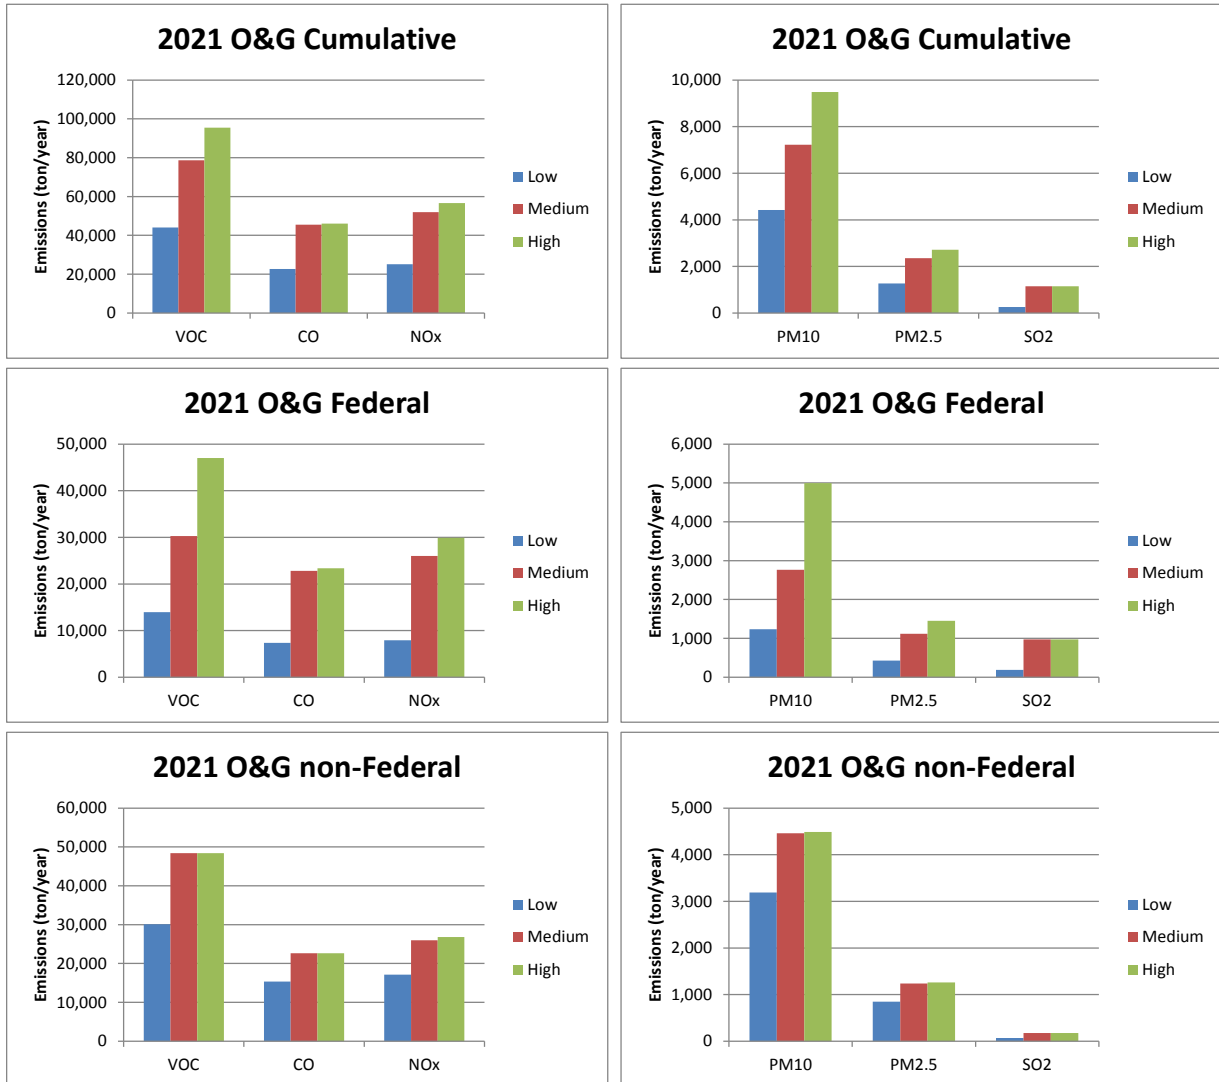 2021 O&G Cumulative
Emissions (ton/year)
120,000
100,000
80,000
60,000
40,000
20,000
0
VOC CO NOx
Low
Medium
High
2021 O&G Cumulative
Emissions (ton/year)
10,000
8,000
6,000
4,000
2,000
0
PM10 PM2.5 SO2
Low
Medium
High
2021 O&G Federal
Emissions (ton/year)
50,000
40,000
30,000
20,000
10,000
0
VOC CO NOx
Low
Medium
High
2021 O&G Federal
Emissions (ton/year)
6,000
5,000
4,000
3,000
2,000
1,000
0
PM10 PM2.5 SO2
Low
Medium
High
2021 O&G non-Federal
Emissions (ton/year)
60,000
50,000
40,000
30,000
20,000
10,000
0
VOC CO NOx
Low
Medium
High
2021 O&G non-Federal
Emissions (ton/year)
5,000
4,000
3,000
2,000
1,000
0
PM10 PM2.5 SO2
Low
Medium
High